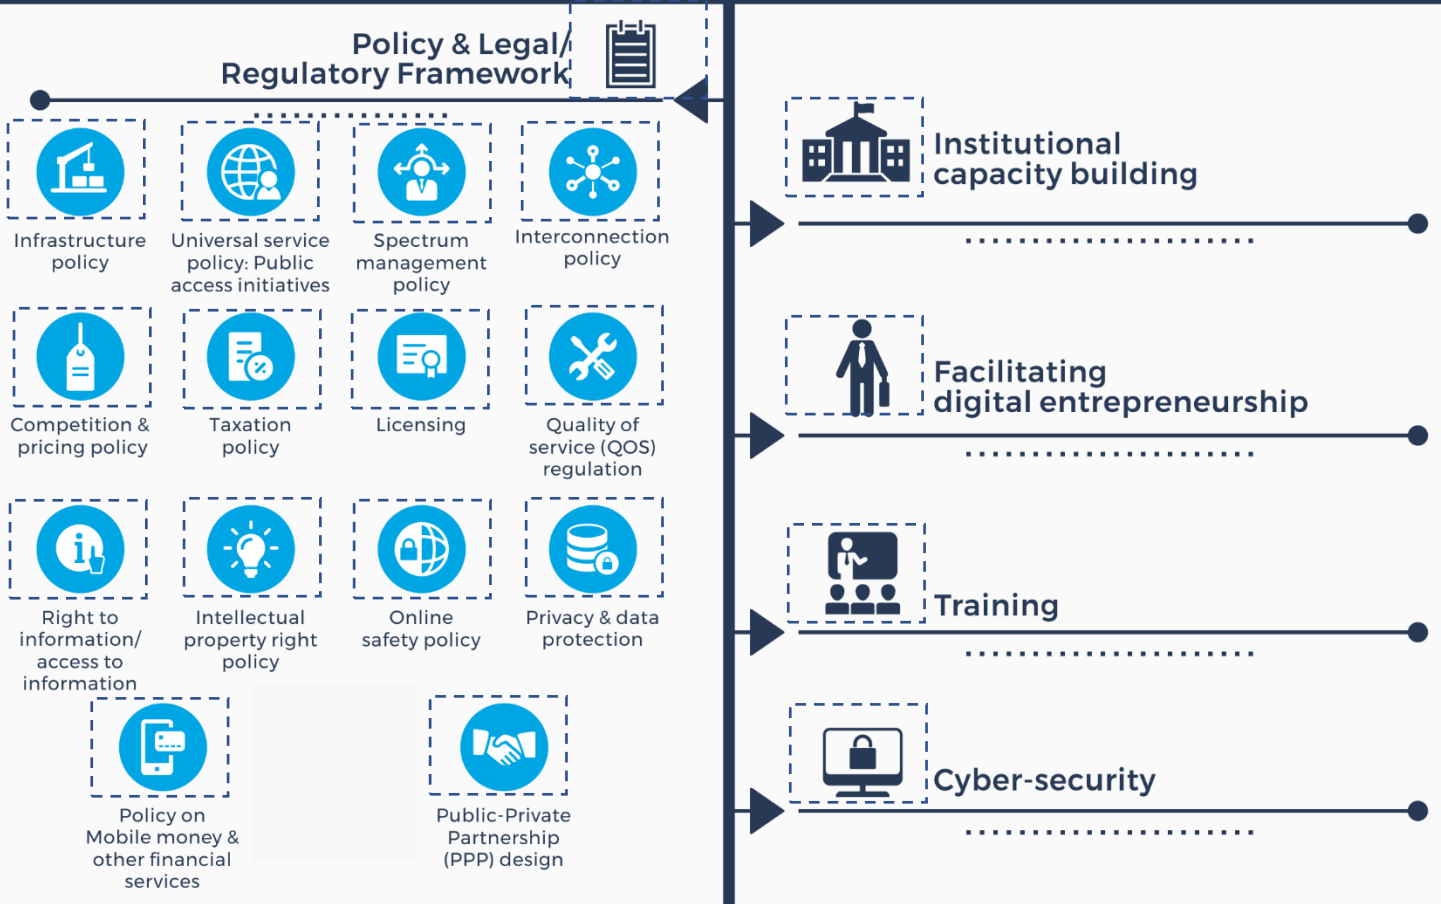 Policy & Legal/
Regulatory Framework
Infrastructure
policy
Universal service
policy: Public
access initiatives
Spectrum
management
policy
Interconnection
policy
Competition &
pricing policy
Taxation
policy
Licensing
Quality of
service (QOS)
regulation
Right to
information/
access to
information
Intellectual
property right
policy
Online
safety policy
Privacy & data
protection
Policy on
Mobile money &
other financial
services
Public-Private
Partnership
(PPP) design
Institutional
capacity building
Facilitating
digital entrepreneurship
Training
Cyber-security